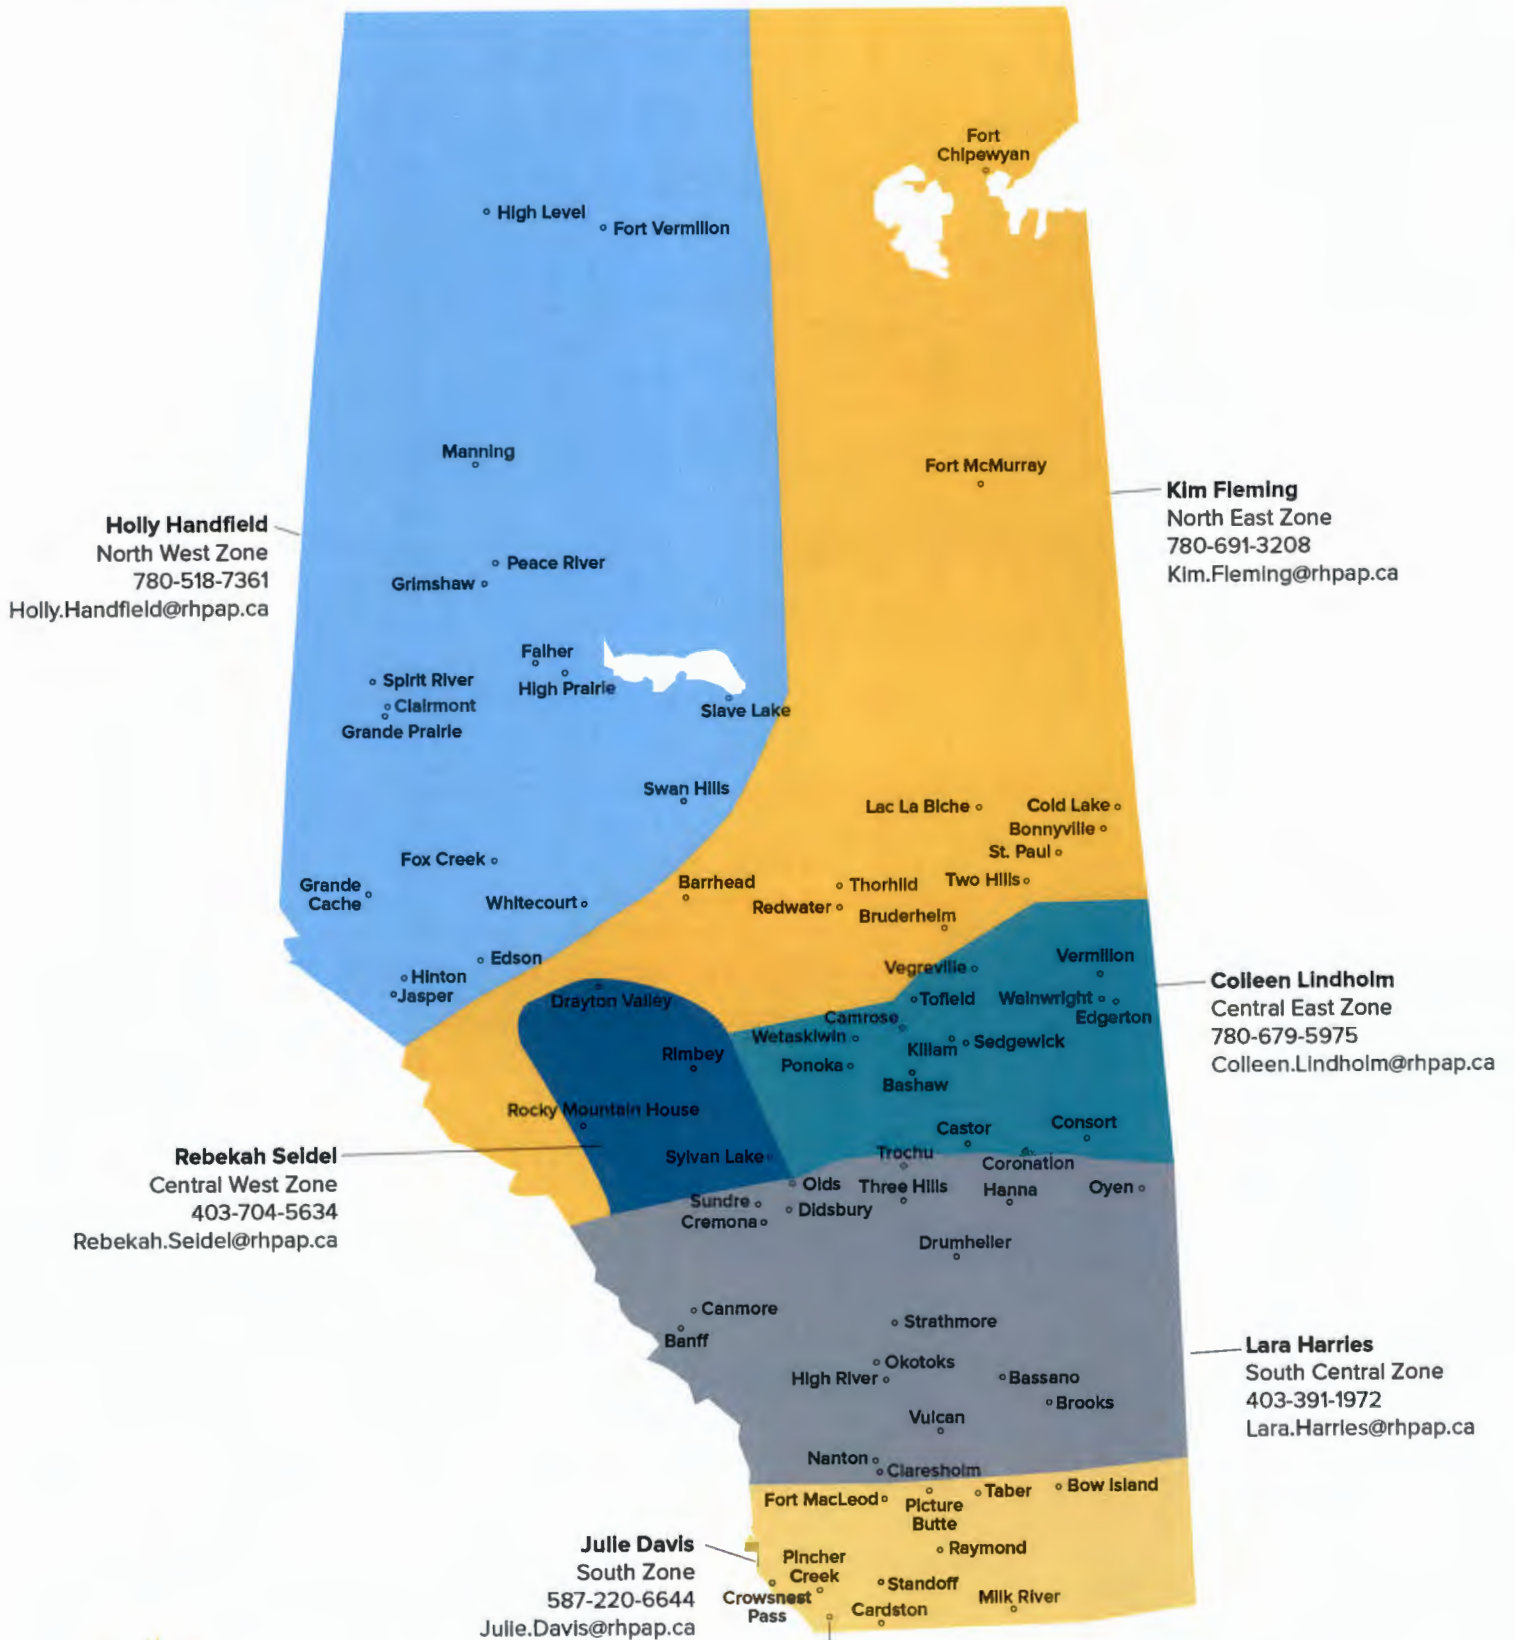 Fort
Chipewyan
High Level
Fort Vermilion
Manning
Fort McMurray
Kim Fleming
North East Zone
780-691-3208
Kim.Fleming@rhpap.ca
Holly Handfield
North West Zone
780-518-7361
Holly.Handfield@rhpap.ca
Peace River
Grimshaw
Falher
High Prairie
Spirit River
Clairmont
Grande Prairie
Slave Lake
Swan Hills
Lac La Biche
Cold Lake
Bonnyville
St. Paul
Two Hills
Fox Creek
Grande
Cache
Whitecourt
Barrhead
Thorhild
Redwater
Bruderheim
Edson
Hinton
Jasper
Vegreville
Vermilion
Drayton Valley
Tofield
Wainwright
Edgerton
Camrose
Wetaskiwin
Killam
Sedgewick
Colleen Lindholm
Central East Zone
780-679-5975
Colleen.Lindholm@rhpap.ca
Rimbey
Ponoka
Bashaw
Rocky Mountain House
Castor
Consort
Sylvan Lake
Trochu
Coronation
Rebekah Seidel
Central West Zone
403-704-5634
Rebekah.Seidel@rhpap.ca
Olds
Three Hills
Hanna
Oyen
Sundre
Didsbury
Cremona
Drumheller
Canmore
Banff
Strathmore
Okotoks
High River
Bassano
Brooks
Lara Harries
South Central Zone
403-391-1972
Lara.Harries@rhpap.ca
Vulcan
Nanton
Claresholm
Fort MacLeod
Picture
Butte
Taber
Bow Island
Raymond
Julie Davis
South Zone
587-220-6644
Julie.Davis@rhpap.ca
Pincher
Creek
Crowsnest
Pass
Standoff
Cardston
Milk River